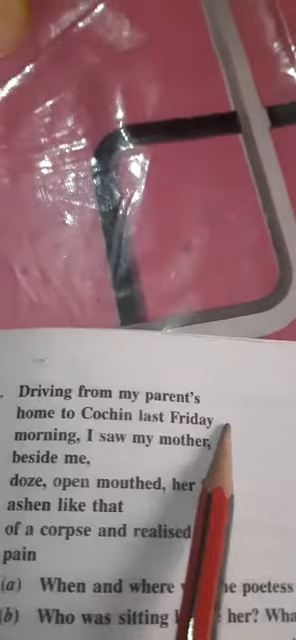 . Driving from my parent's
home to Cochin last Friday
morning, I saw my mother,
beside me,
doze, open mouthed, her
ashen like that
of a corpse and realised
pain
(a) When and where poetess
(b) Who was sitting her?